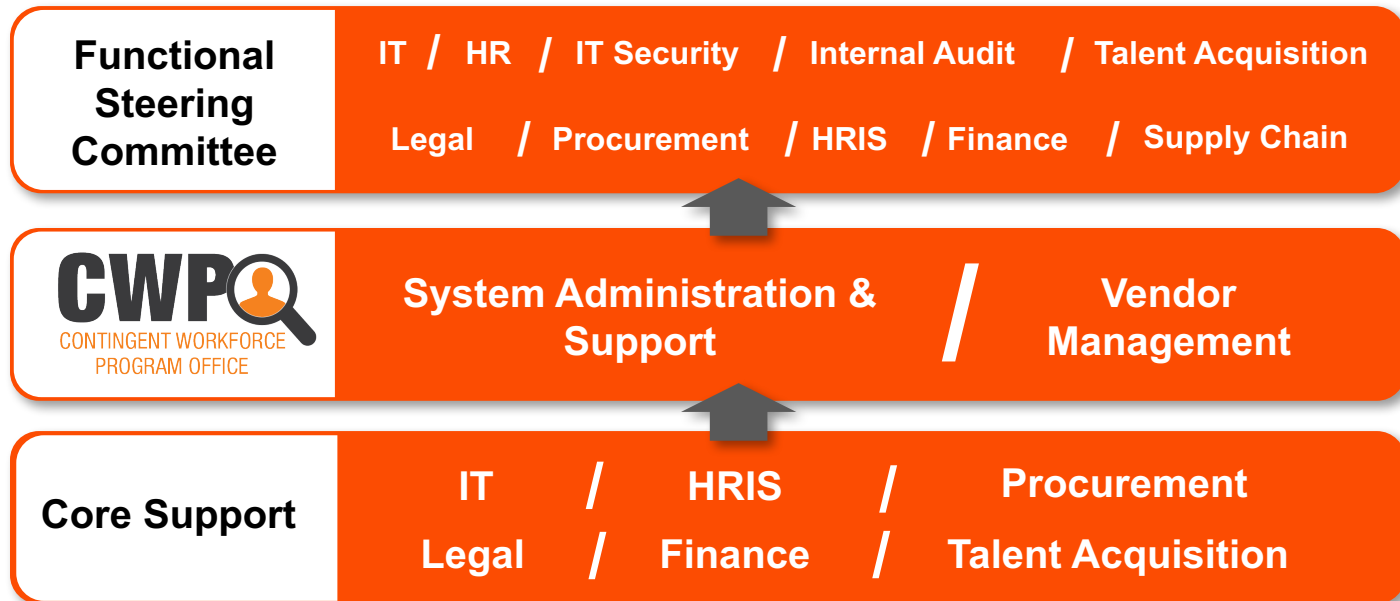 Functional
Steering
Committee
IT / HR / IT Security / Internal Audit / Talent Acquisition
Legal / Procurement / HRIS / Finance / Supply Chain
CWPO
CONTINGENT WORKFORCE
PROGRAM OFFICE
System Administration &
Support
/
Vendor
Management
Core Support
IT / HRIS / Procurement
Legal / Finance / Talent Acquisition